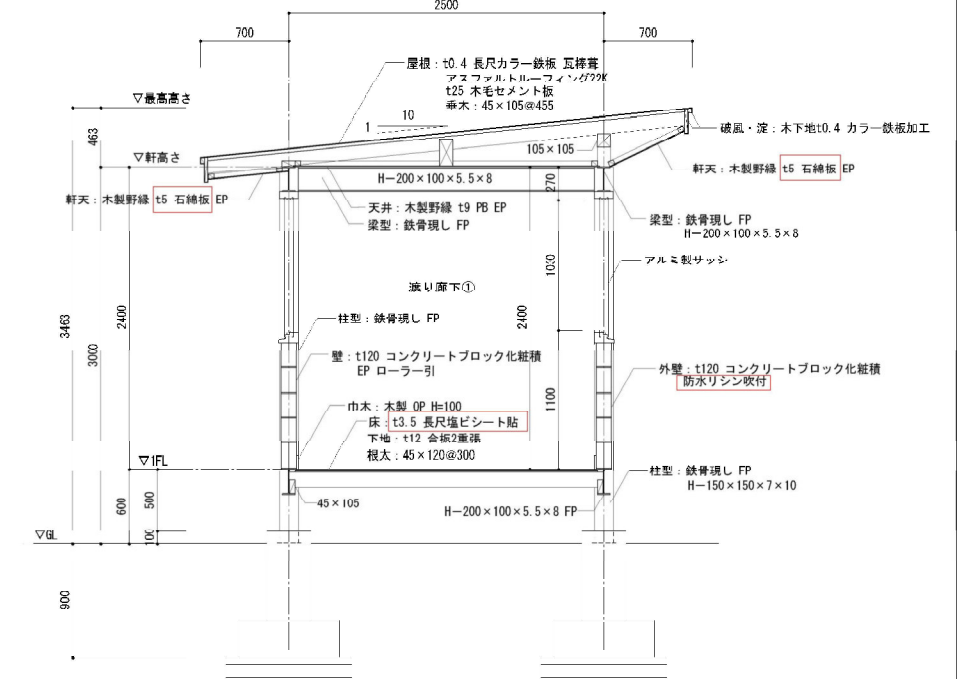 2500
700
700
屋根：t0.4 長尺カラー鉄板 瓦棒葺
アスファルトルーフィング22K
t25 木毛セメント板
垂木：45×105@455
▽最高高さ
10
1
463
破風・淀：木下地t0.4 カラー鉄板加工
105×105
▽軒高さ
軒天：木製野縁 t5 石綿板 EP
H－200×100×5.5×8
270
軒天：木製野縁 t5 石綿板 EP
天井：木製野縁 t9 PB EP
梁型：鉄骨現し FP
梁型：鉄骨現し FP
H－200×100×5.5×8
アルミ製サッシ
1030
渡り廊下①
2400
2400
3463
3000
柱型：鉄骨現し FP
壁：t120 コンクリートブロック化粧積
EP ローラー引
外壁：t120 コンクリートブロック化粧積
防水リシン吹付
1100
巾木：木製 OP H=100
床：t3.5 長尺塩ビシート貼
下地：t12 合板2重張
根太：45×120@300
▽1FL
柱型：鉄骨現し FP
H－150×150×7×10
600
500
45×105
H－200×100×5.5×8 FP
100
▽GL
900